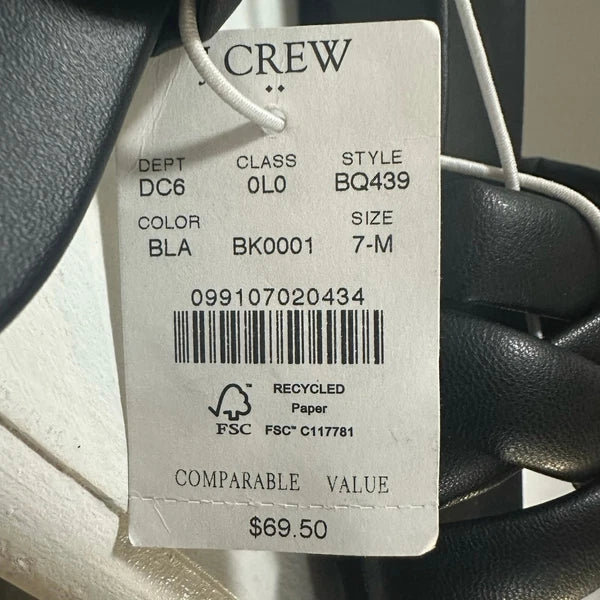 J.CREW
DEPT CLASS STYLE
DC6 0L0 BQ439
COLOR SIZE
BLA BK0001 7-M
099107020434
RECYCLED
Paper
FSC™ C117781
FSC
COMPARABLE VALUE
$69.50